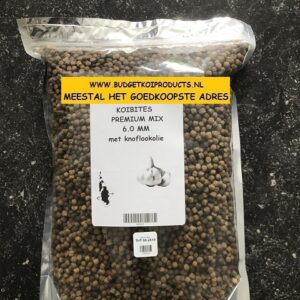 WWW.BUDGETKOIPRODUCTS.NL
MEESTAL HET GOEDKOOPSTE ADRES
KOIBITES
PREMIUM MIX
6.0 MM
met knoflookolie